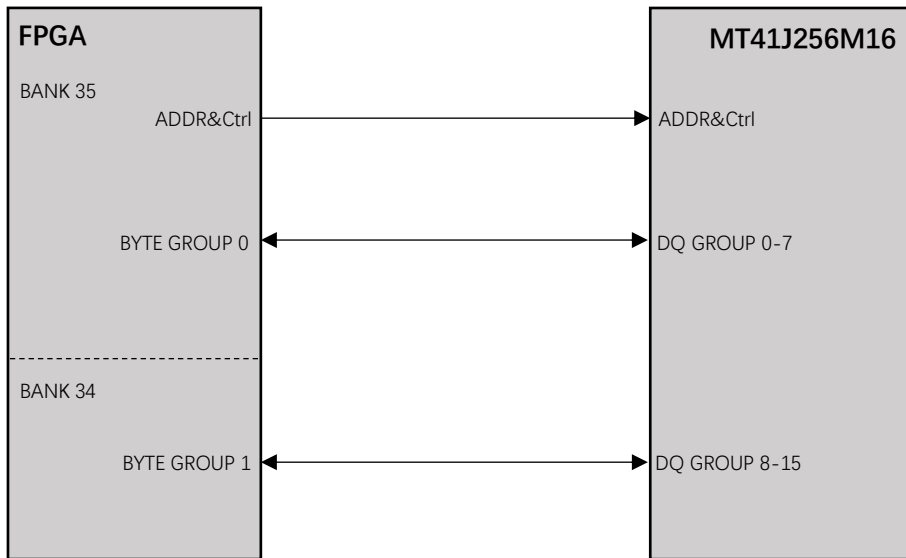 FPGA
MT41J256M16
BANK 35
ADDR&Ctrl
ADDR&Ctrl
BYTE GROUP 0
DQ GROUP 0-7
BANK 34
BYTE GROUP 1
DQ GROUP 8-15